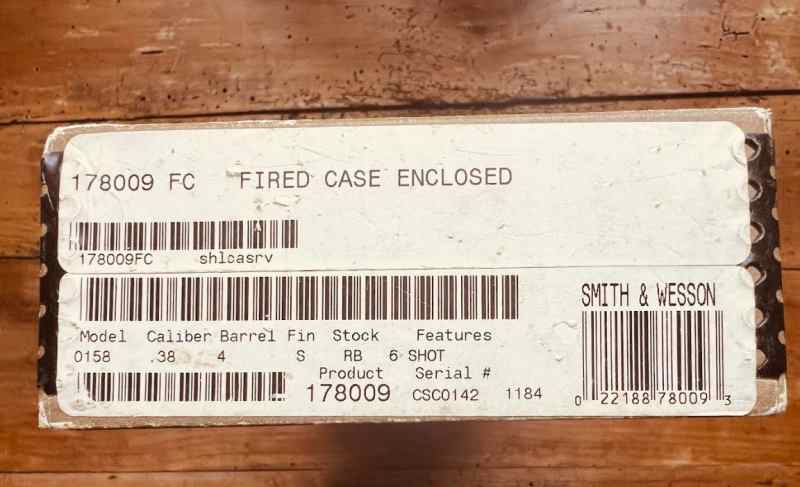 178009 FC FIRED CASE ENCLOSED
178009FC shlcasrv
SMITH & WESSON
Model Caliber Barrel Fin Stock Features
0158 .38 4 S RB 6 SHOT
Product Serial #
178009 CSC0142 1184
0 22188 78009 3